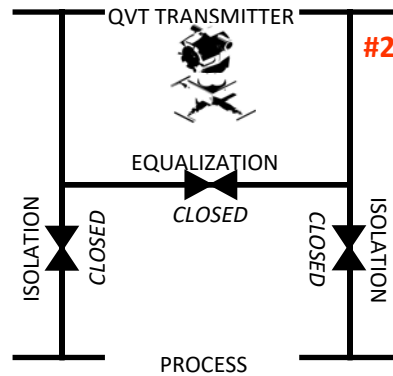 QVT TRANSMITTER
#2
EQUALIZATION
CLOSED
ISOLATION
CLOSED
CLOSED
ISOLATION
PROCESS